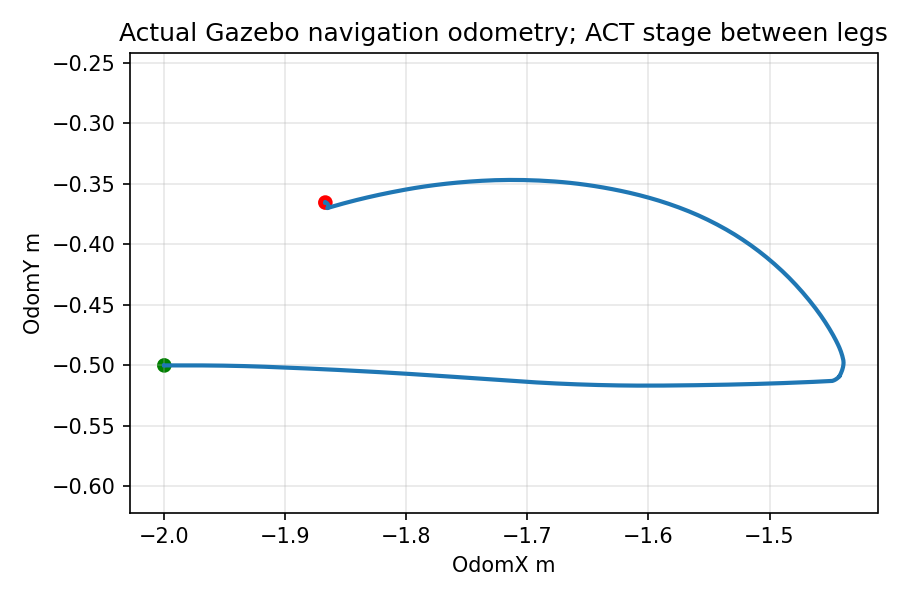 Actual Gazebo navigation odometry; ACT stage between legs
−0.25
−0.30
−0.35
−0.40
−0.45
−0.50
−0.55
−0.60
OdomY m
−2.0 −1.9 −1.8 −1.7 −1.6 −1.5
OdomX m